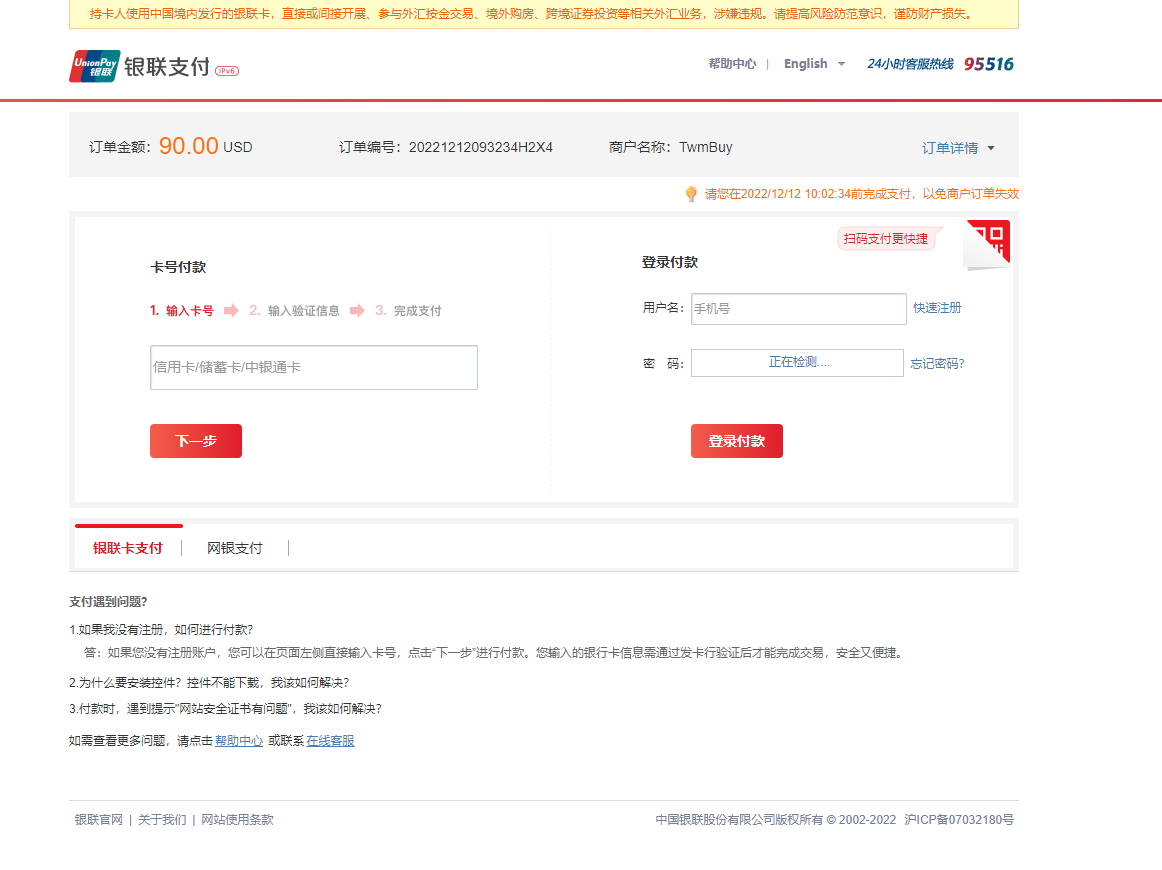 持卡人使用中国境内发行的银联卡，直接或间接开展、参与外汇按金交易、境外购房、跨境证券投资等相关外汇业务，涉嫌违规。请提高风险防范意识，谨防财产损失。
UnionPay 银联 银联支付 IPv6 帮助中心 | English 24小时客服热线 95516
订单金额：90.00 USD 订单编号：20221212093234H2X4 商户名称：TwmBuy 订单详情
请您在2022/12/12 10:02:34前完成支付，以免商户订单失效
扫码支付更快捷
卡号付款
1. 输入卡号 2. 输入验证信息 3. 完成支付
信用卡/储蓄卡/中银通卡
下一步
登录付款
用户名： 手机号 快速注册
密 码： 正在检测.... 忘记密码?
登录付款
银联卡支付 网银支付
支付遇到问题?
1.如果我没有注册，如何进行付款?
答：如果您没有注册账户，您可以在页面左侧直接输入卡号，点击“下一步”进行付款。您输入的银行卡信息需通过发卡行验证后才能完成交易，安全又便捷。
2.为什么要安装控件？控件不能下载，我该如何解决?
3.付款时，遇到提示"网站安全证书有问题"，我该如何解决?
如需查看更多问题，请点击 帮助中心 或联系 在线客服
银联官网 | 关于我们 | 网站使用条款 中国银联股份有限公司版权所有 © 2002-2022 沪ICP备07032180号